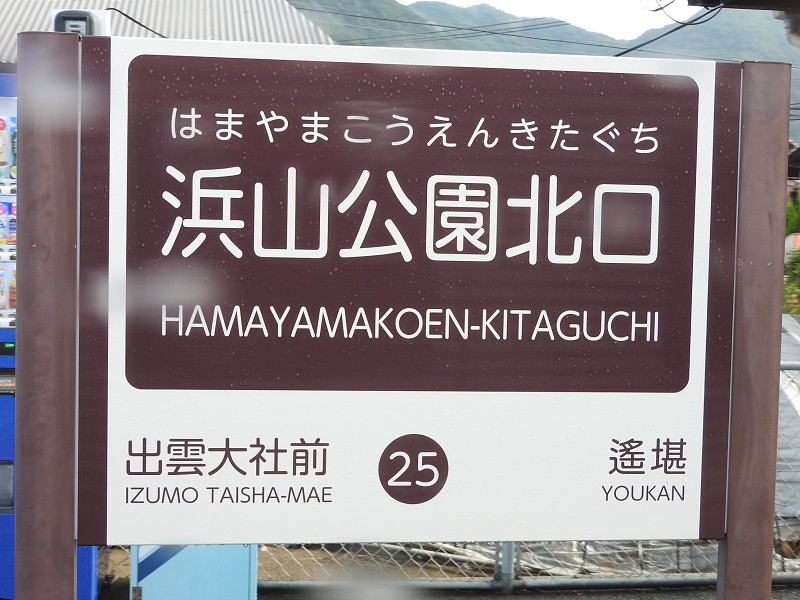 はまやまこうえんきたぐち
浜山公園北口
HAMAYAMAKOEN-KITAGUCHI
出雲大社前
IZUMO TAISHA-MAE
25
遙堪
YOUKAN